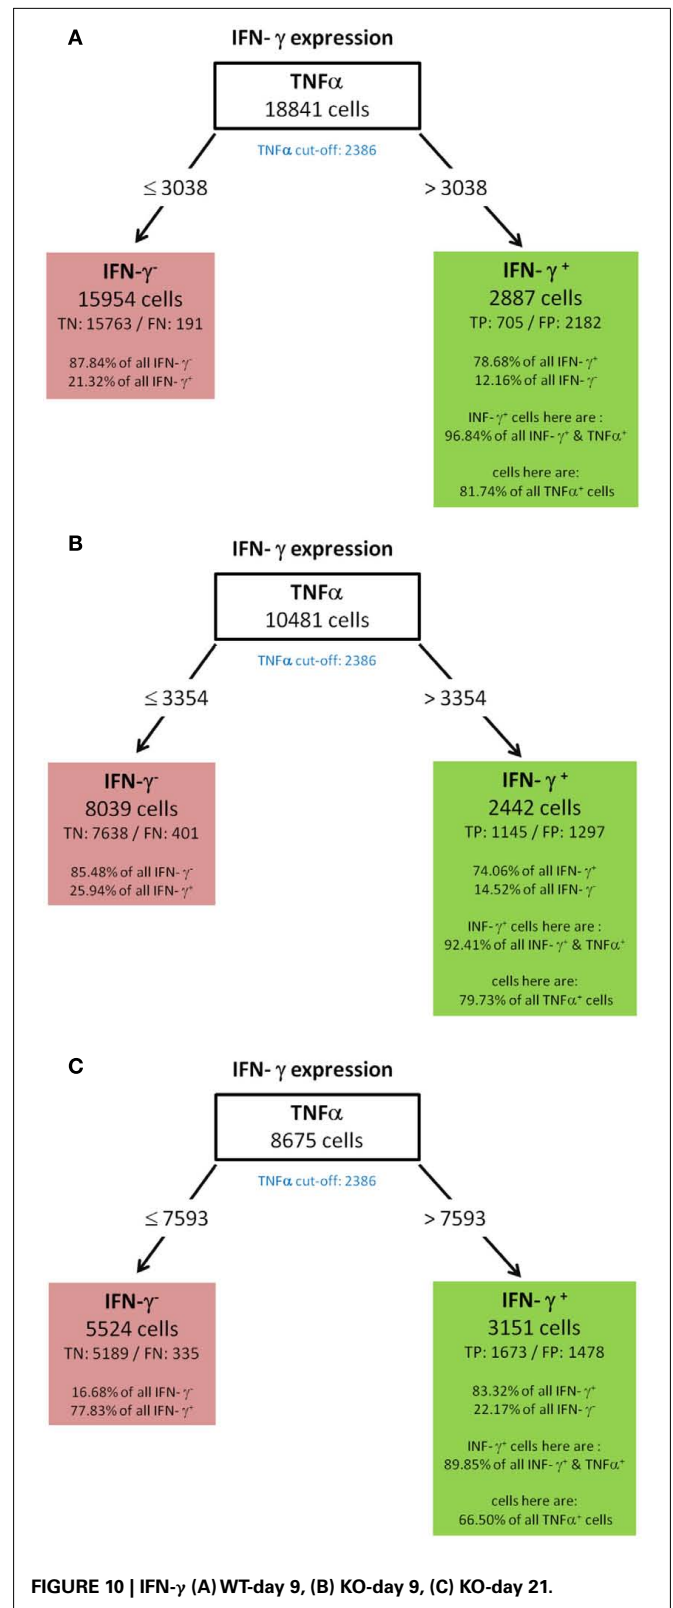 A
IFN- γ expression
TNFα
18841 cells
TNFα cut-off: 2386
≤ 3038
> 3038
IFN-γ-
15954 cells
TN: 15763 / FN: 191
87.84% of all IFN- γ-
21.32% of all IFN- γ+
IFN- γ +
2887 cells
TP: 705 / FP: 2182
78.68% of all IFN- γ+
12.16% of all IFN- γ-
INF- γ+ cells here are :
96.84% of all INF- γ+ & TNFα+
cells here are:
81.74% of all TNFα+ cells
B
IFN- γ expression
TNFα
10481 cells
TNFα cut-off: 2386
≤ 3354
> 3354
IFN-γ-
8039 cells
TN: 7638 / FN: 401
85.48% of all IFN- γ-
25.94% of all IFN- γ+
IFN- γ +
2442 cells
TP: 1145 / FP: 1297
74.06% of all IFN- γ+
14.52% of all IFN- γ-
INF- γ+ cells here are :
92.41% of all INF- γ+ & TNFα+
cells here are:
79.73% of all TNFα+ cells
C
IFN- γ expression
TNFα
8675 cells
TNFα cut-off: 2386
≤ 7593
> 7593
IFN-γ-
5524 cells
TN: 5189 / FN: 335
16.68% of all IFN- γ-
77.83% of all IFN- γ+
IFN- γ +
3151 cells
TP: 1673 / FP: 1478
83.32% of all IFN- γ+
22.17% of all IFN- γ-
INF- γ+ cells here are :
89.85% of all INF- γ+ & TNFα+
cells here are:
66.50% of all TNFα+ cells
FIGURE 10 | IFN-γ (A) WT-day 9, (B) KO-day 9, (C) KO-day 21.